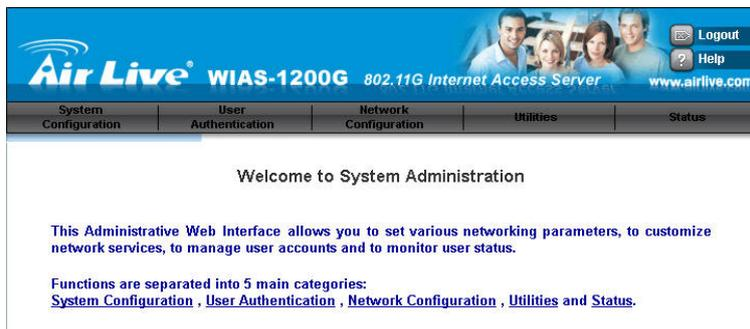 Logout
Help
Air Live® WIAS-1200G 802.11G Internet Access Server
www.airlive.com
System Configuration
User Authentication
Network Configuration
Utilities
Status
Welcome to System Administration
This Administrative Web Interface allows you to set various networking parameters, to customize
network services, to manage user accounts and to monitor user status.
Functions are separated into 5 main categories:
System Configuration , User Authentication , Network Configuration , Utilities and Status.